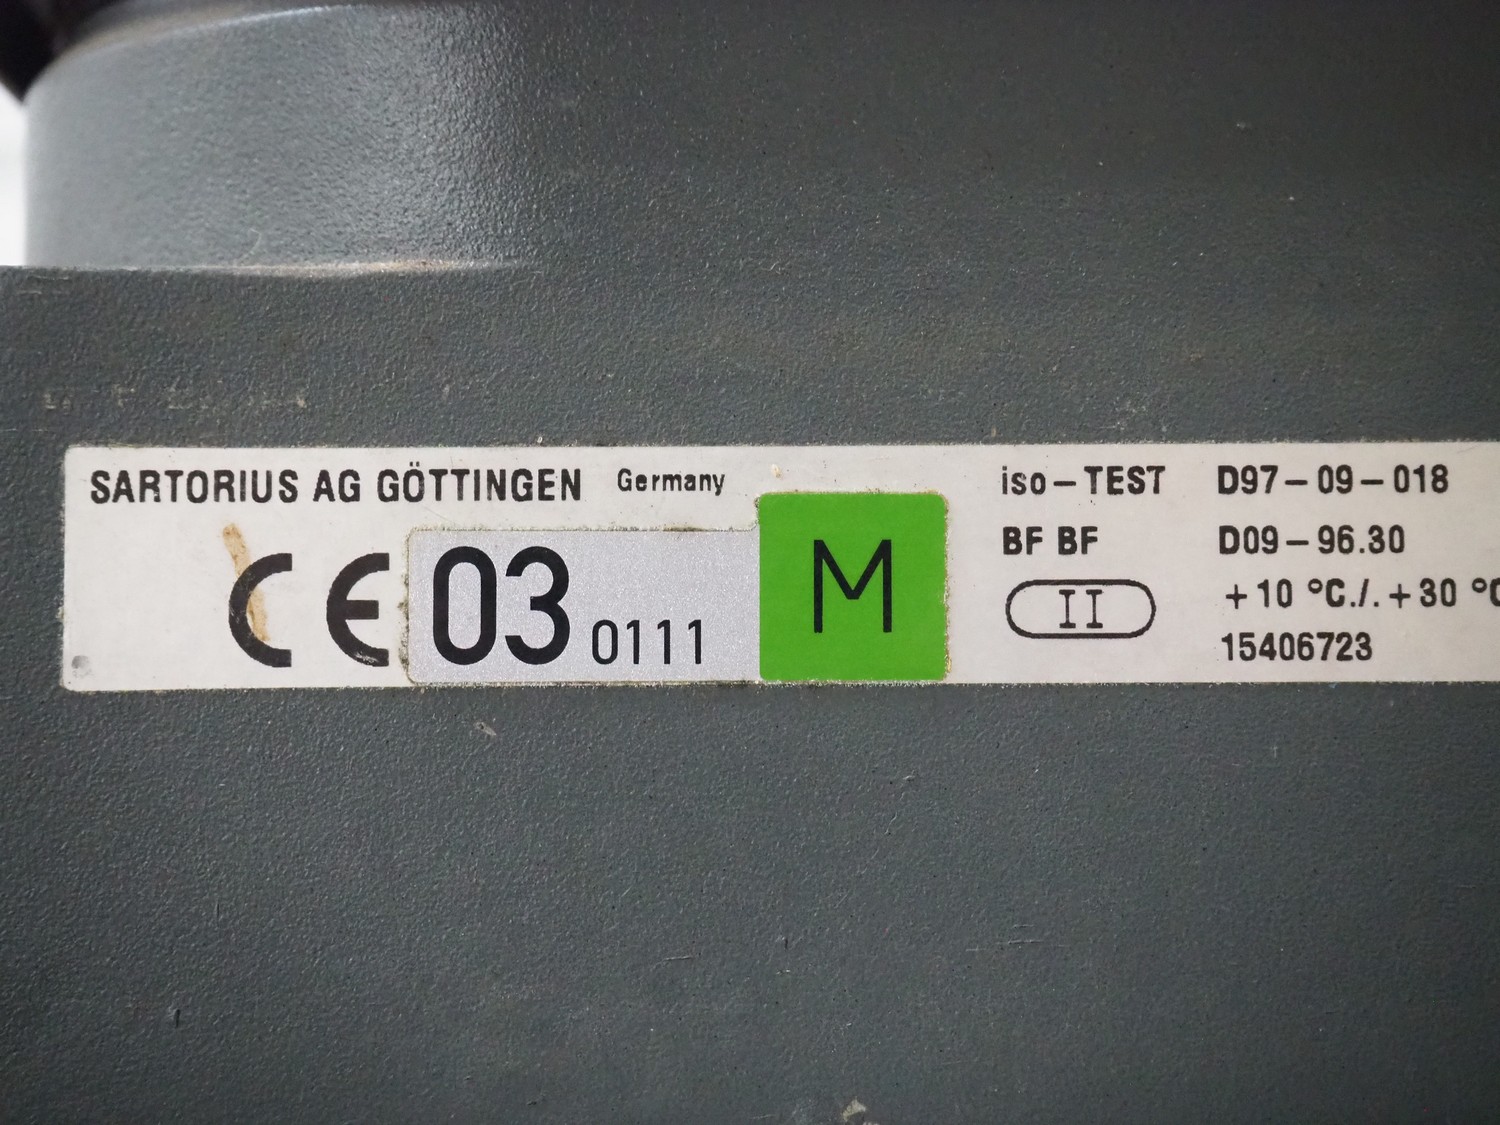 SARTORIUS AG GÖTTINGEN Germany
CE 03 0111 M
iso-TEST D97-09-018
BF BF D09-96.30
II +10 °C./.+30 °C
15406723